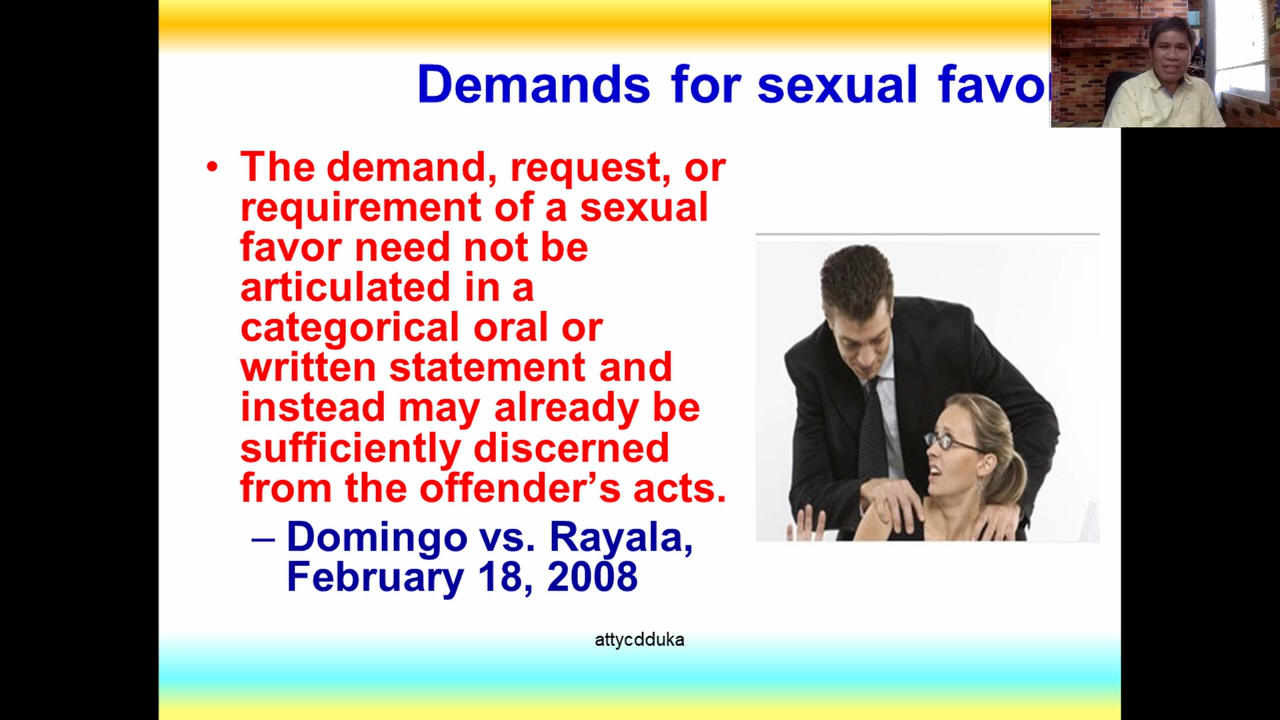 Demands for sexual favo
• The demand, request, or
requirement of a sexual
favor need not be
articulated in a
categorical oral or
written statement and
instead may already be
sufficiently discerned
from the offender’s acts.
– Domingo vs. Rayala,
February 18, 2008
attycdduka